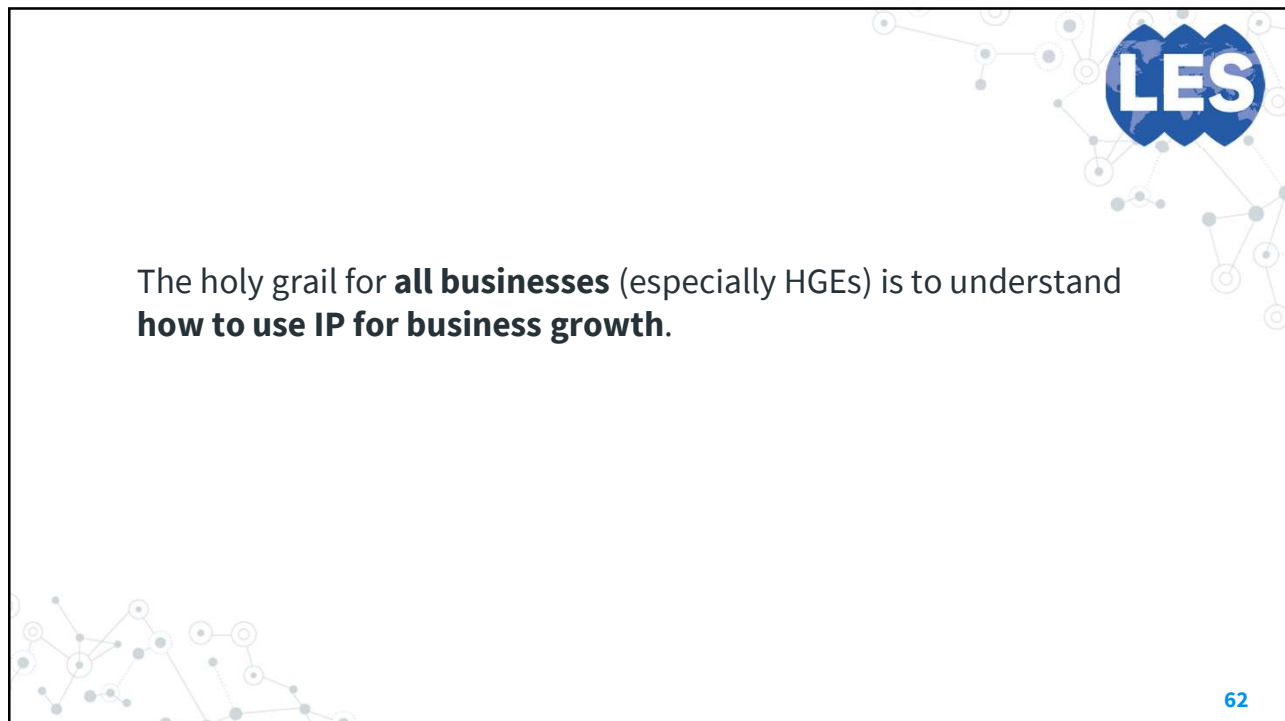 LES
The holy grail for all businesses (especially HGEs) is to understand
how to use IP for business growth.
62